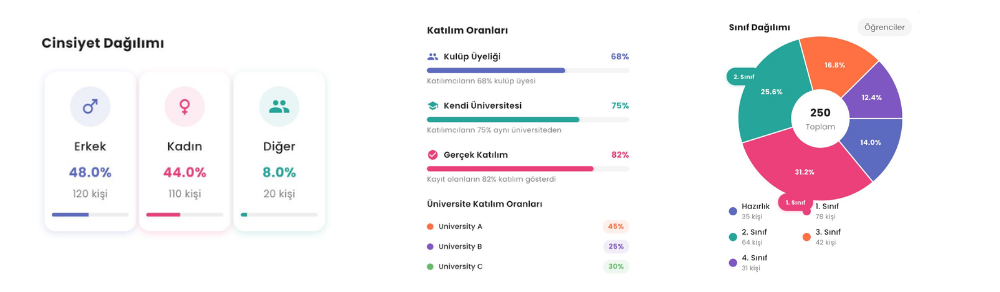 Cinsiyet Dağılımı
Erkek
48.0%
120 kişi
Kadın
44.0%
110 kişi
Diğer
8.0%
20 kişi
Katılım Oranları
Kulüp Üyeliği 68%
Katılımcıların 68% kulüp üyesi
Kendi Üniversitesi 75%
Katılımcıların 75% aynı üniversiteden
Gerçek Katılım 82%
Kayıt olanların 82% katılım gösterdi
Üniversite Katılım Oranları
University A 45%
University B 25%
University C 30%
Sınıf Dağılımı
Öğrenciler
16.8%
2. Sınıf
25.6%
12.4%
250
Toplam
14.0%
31.2%
1. Sınıf
Hazırlık
35 kişi
1. Sınıf
78 kişi
2. Sınıf
64 kişi
3. Sınıf
42 kişi
4. Sınıf
31 kişi